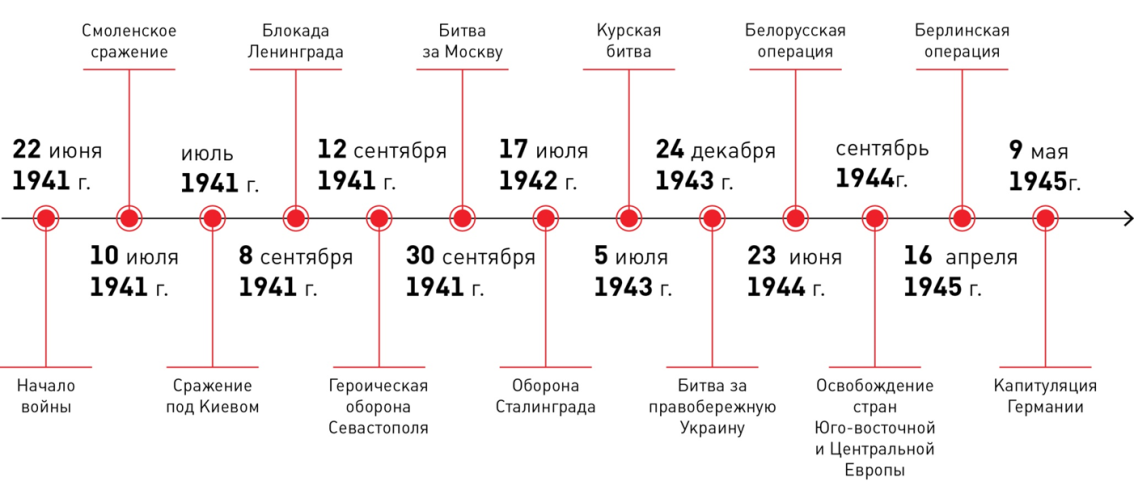 Смоленское
сражение
Блокада
Ленинграда
Битва
за Москву
Курская
битва
Белорусская
операция
Берлинская
операция
22 июня
1941 г.
июль
1941 г.
12 сентября
1941 г.
17 июля
1942 г.
24 декабря
1943 г.
сентябрь
1944г.
9 мая
1945г.
10 июля
1941 г.
8 сентября
1941 г.
30 сентября
1941 г.
5 июля
1943 г.
23 июня
1944 г.
16 апреля
1945 г.
Начало
войны
Сражение
под Киевом
Героическая
оборона
Севастополя
Оборона
Сталинграда
Битва за
правобережную
Украину
Освобождение
стран
Юго-восточной
и Центральной
Европы
Капитуляция
Германии